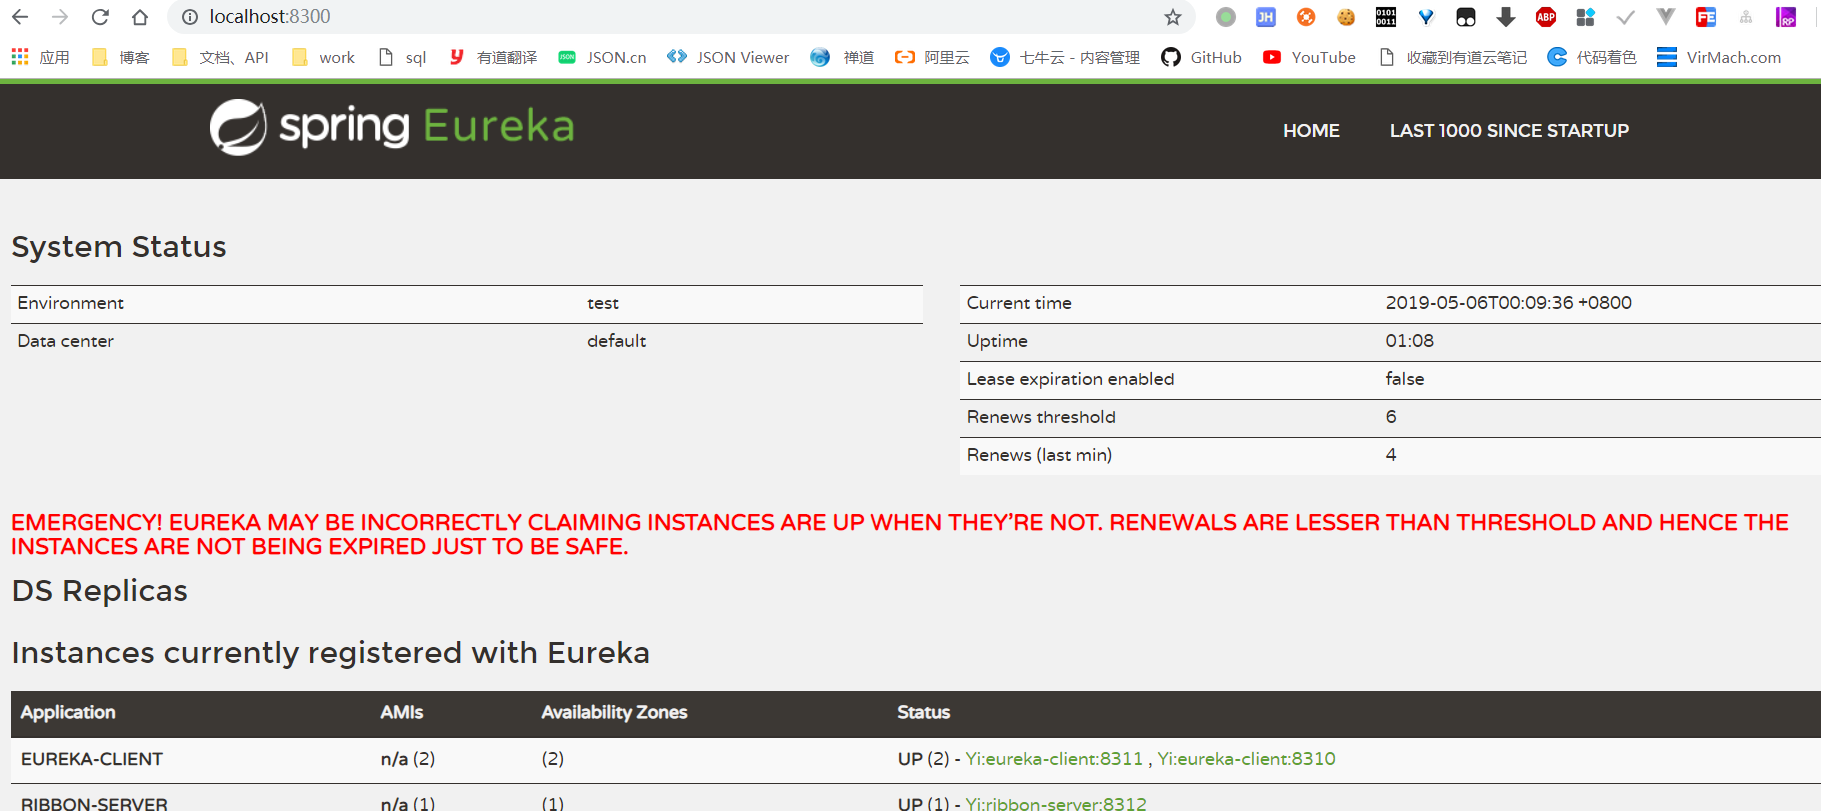 localhost:8300
JH 0101 0011 ABP FE RP
应用 博客 文档、API work sql 有道翻译 JSON JSON.cn JSON Viewer 禅道 阿里云 七牛云 - 内容管理 GitHub YouTube 收藏到有道云笔记 代码着色 VirMach.com
spring Eureka HOME LAST 1000 SINCE STARTUP
System Status
Environment test
Data center default
Current time 2019-05-06T00:09:36 +0800
Uptime 01:08
Lease expiration enabled false
Renews threshold 6
Renews (last min) 4
EMERGENCY! EUREKA MAY BE INCORRECTLY CLAIMING INSTANCES ARE UP WHEN THEY'RE NOT. RENEWALS ARE LESSER THAN THRESHOLD AND HENCE THE
INSTANCES ARE NOT BEING EXPIRED JUST TO BE SAFE.
DS Replicas
Instances currently registered with Eureka
Application AMIs Availability Zones Status
EUREKA-CLIENT n/a (2) (2) UP (2) - Yi:eureka-client:8311 , Yi:eureka-client:8310
RIBBON-SERVER n/a (1) (1) UP (1) - Yi:ribbon-server:8312